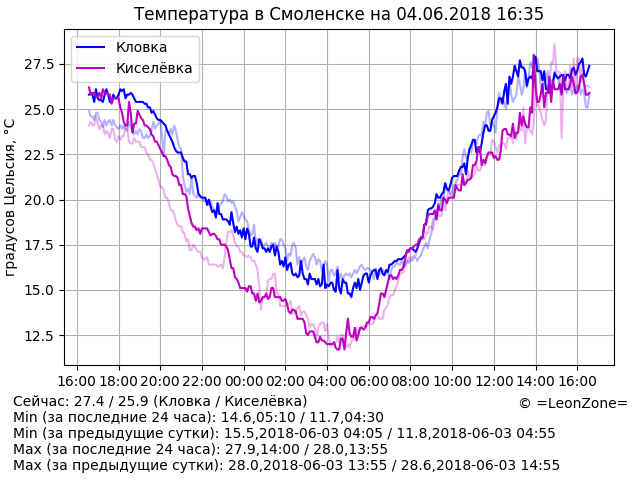 Температура в Смоленске на 04.06.2018 16:35
Кловка
Киселёвка
градусов Цельсия, °C
27.5
25.0
22.5
20.0
17.5
15.0
12.5
16:00 18:00 20:00 22:00 00:00 02:00 04:00 06:00 08:00 10:00 12:00 14:00 16:00
Сейчас: 27.4 / 25.9 (Кловка / Киселёвка)
© =LeonZone=
Min (за последние 24 часа): 14.6,05:10 / 11.7,04:30
Min (за предыдущие сутки): 15.5,2018-06-03 04:05 / 11.8,2018-06-03 04:55
Max (за последние 24 часа): 27.9,14:00 / 28.0,13:55
Max (за предыдущие сутки): 28.0,2018-06-03 13:55 / 28.6,2018-06-03 14:55